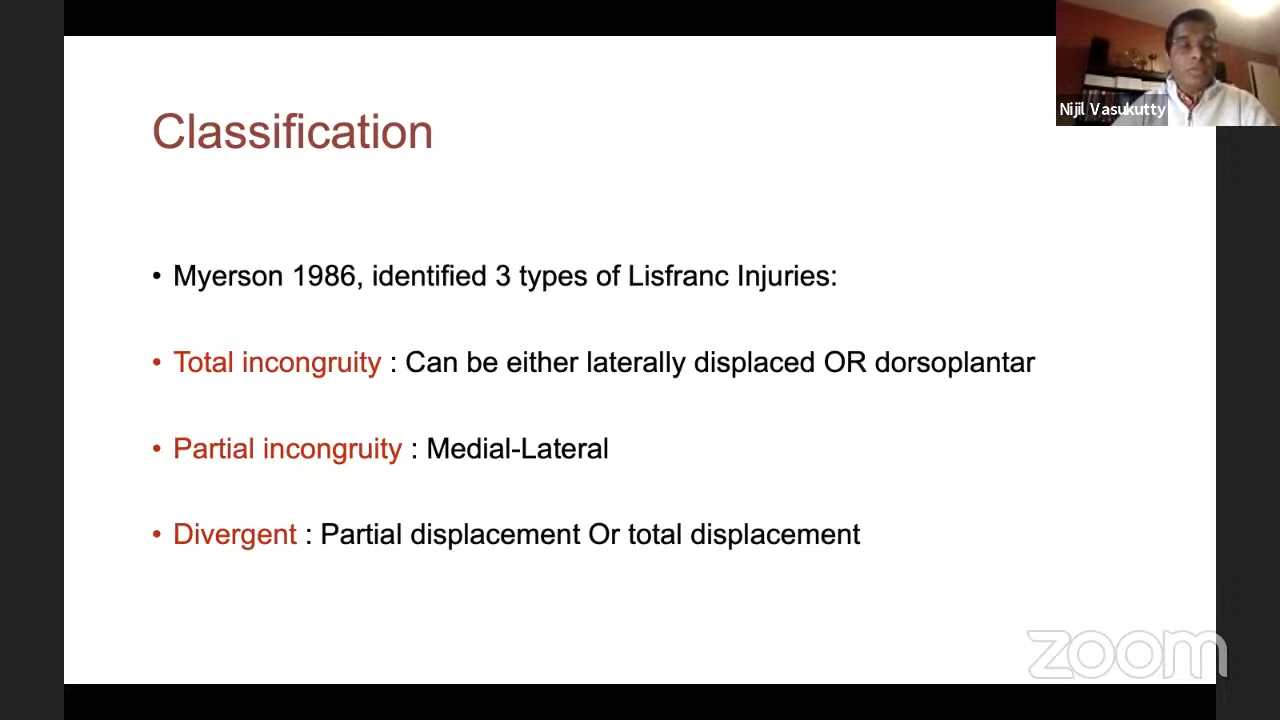 Nijil Vasukutty
Classification
• Myerson 1986, identified 3 types of Lisfranc Injuries:
• Total incongruity : Can be either laterally displaced OR dorsoplantar
• Partial incongruity : Medial-Lateral
• Divergent : Partial displacement Or total displacement
zoom